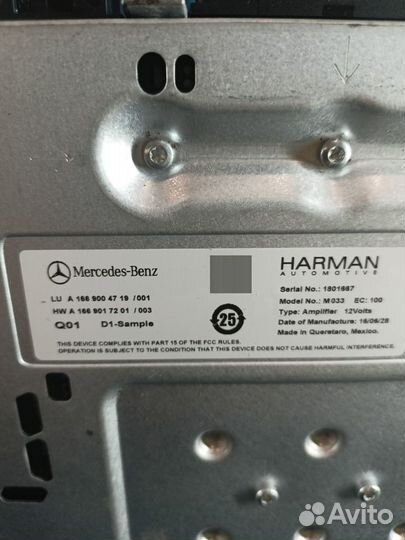 Mercedes-Benz
LU A 166 900 47 19 /001
HW A 166 901 72 01 / 003
Q01 D1-Sample
25
HARMAN
AUTOMOTIVE
Serial No.: 1801667
Model No.: M033 EC: 100
Type: Amplifier 12Volts
Date of Manufacture: 16/06/28
Made in Queretaro, Mexico.
THIS DEVICE COMPLIES WITH PART 15 OF THE FCC RULES.
OPERATION IS SUBJECT TO THE CONDITION THAT THIS DEVICE DOES NOT CAUSE HARMFUL INTERFERENCE.
Avito